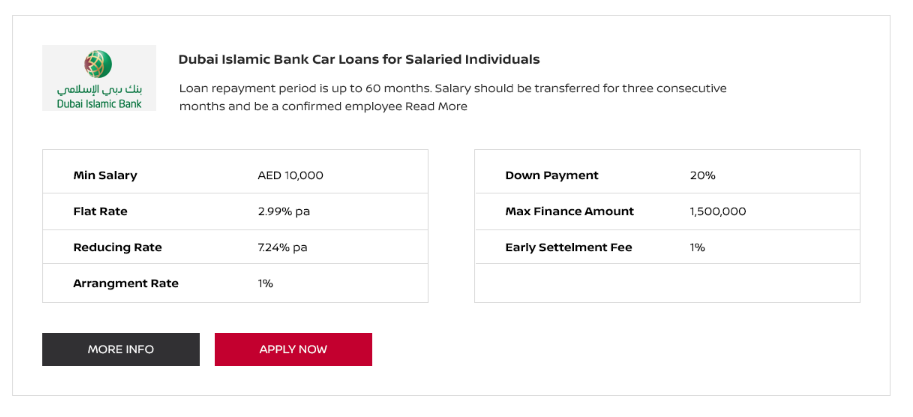 بنك دبي الإسلامي
Dubai Islamic Bank
Dubai Islamic Bank Car Loans for Salaried Individuals
Loan repayment period is up to 60 months. Salary should be transferred for three consecutive
months and be a confirmed employee Read More
Min Salary AED 10,000
Flat Rate 2.99% pa
Reducing Rate 7.24% pa
Arrangment Rate 1%
Down Payment 20%
Max Finance Amount 1,500,000
Early Settelment Fee 1%
MORE INFO APPLY NOW